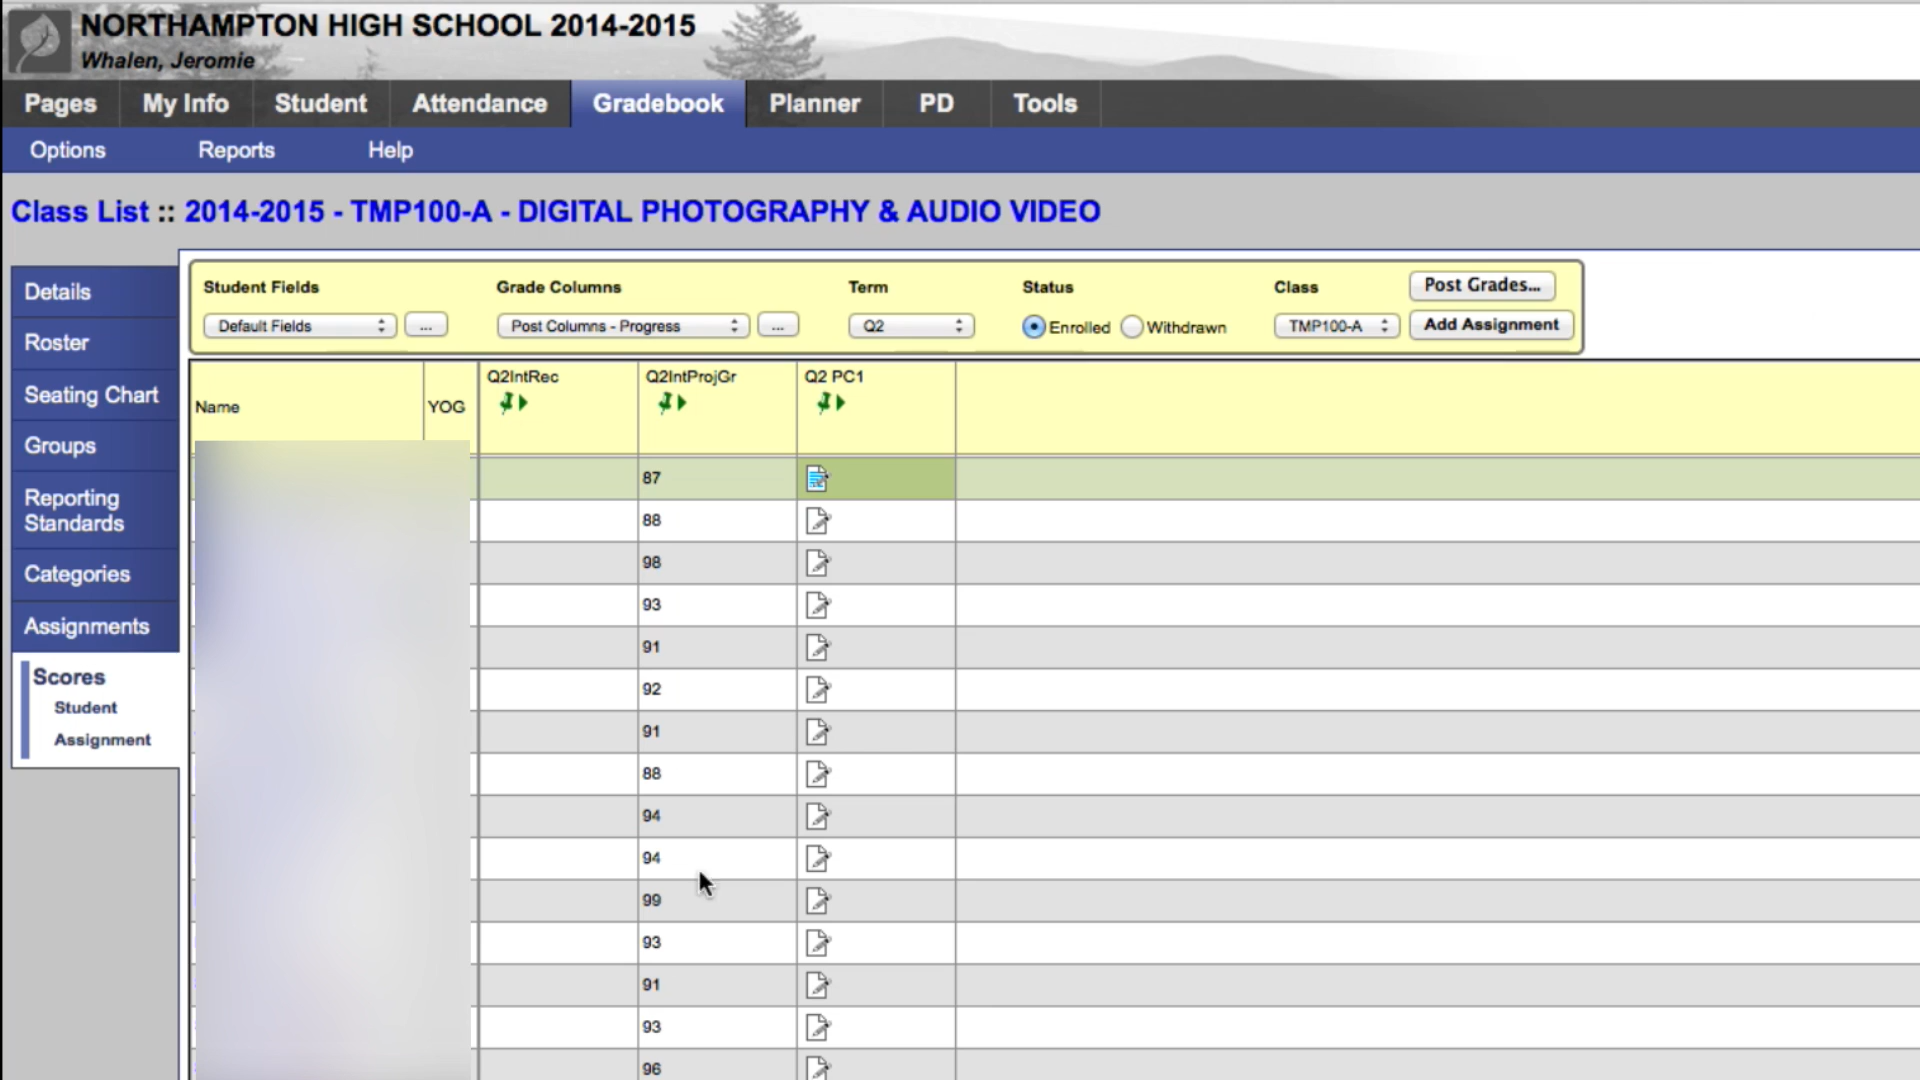 NORTHAMPTON HIGH SCHOOL 2014-2015
Whalen, Jeromie
Pages My Info Student Attendance Gradebook Planner PD Tools
Options Reports Help
Class List :: 2014-2015 - TMP100-A - DIGITAL PHOTOGRAPHY & AUDIO VIDEO
Details
Roster
Seating Chart
Groups
Reporting
Standards
Categories
Assignments
Scores
Student
Assignment
Student Fields Grade Columns Term Status Class Post Grades...
Default Fields ... Post Columns - Progress ... Q2 Enrolled Withdrawn TMP100-A Add Assignment
Name YOG Q2IntRec Q2IntProjGr Q2 PC1
87
88
98
93
91
92
91
88
94
94
99
93
91
93
96